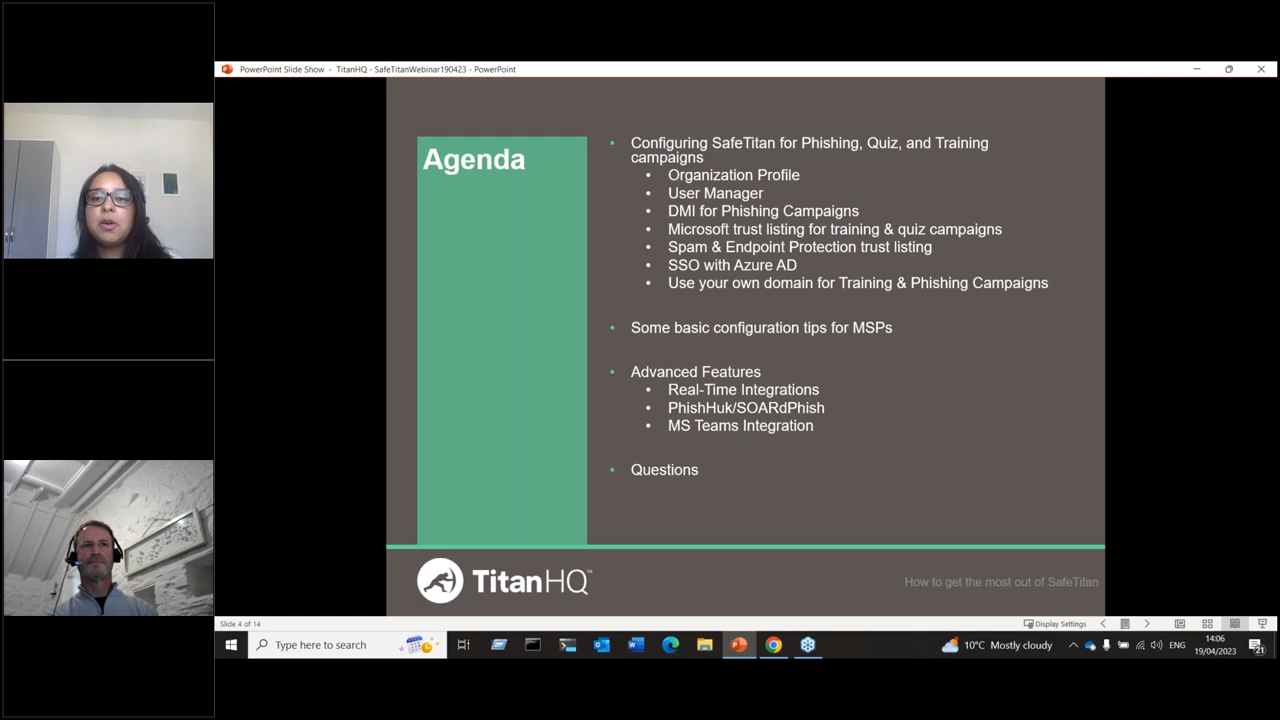 PowerPoint Slide Show - TitanHQ - SafeTitanWebinar190423 - PowerPoint
Agenda
• Configuring SafeTitan for Phishing, Quiz, and Training
campaigns
• Organization Profile
• User Manager
• DMI for Phishing Campaigns
• Microsoft trust listing for training & quiz campaigns
• Spam & Endpoint Protection trust listing
• SSO with Azure AD
• Use your own domain for Training & Phishing Campaigns
• Some basic configuration tips for MSPs
• Advanced Features
• Real-Time Integrations
• PhishHuk/SOARdPhish
• MS Teams Integration
• Questions
TitanHQ™
How to get the most out of SafeTitan
Slide 4 of 14
Display Settings
Type here to search
10°C Mostly cloudy
ENG
14:06
19/04/2023
21